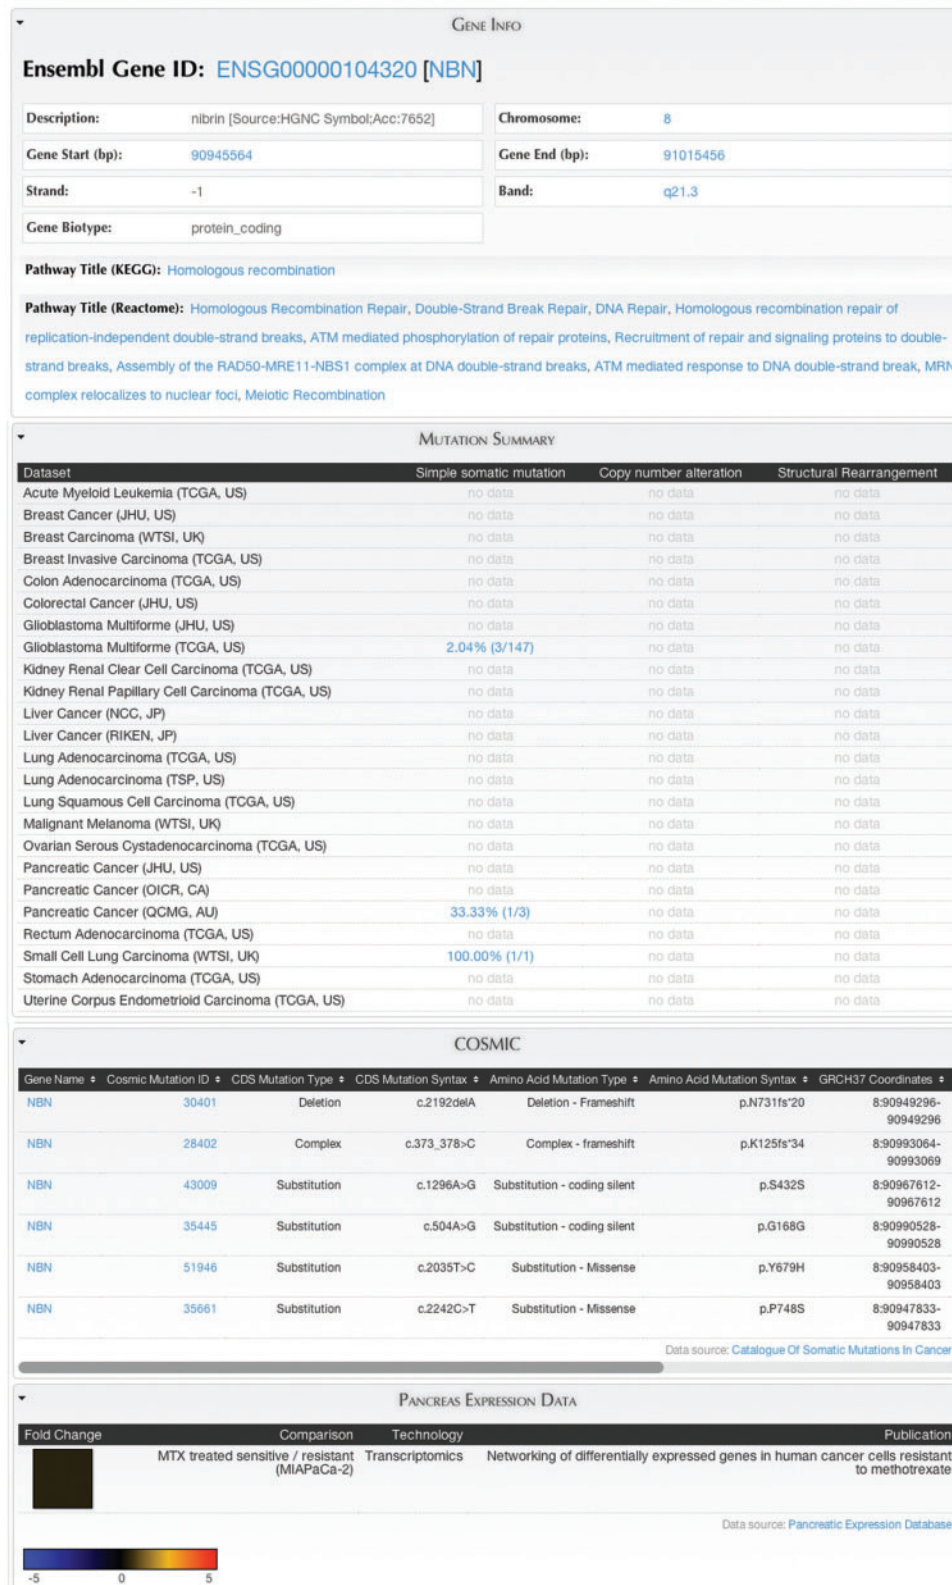 GENE INFO
Ensembl Gene ID: ENSG00000104320 [NBN]
Description: nibrin [Source:HGNC Symbol;Acc:7652] Chromosome: 8
Gene Start (bp): 90945564 Gene End (bp): 91015456
Strand: -1 Band: q21.3
Gene Biotype: protein_coding
Pathway Title (KEGG): Homologous recombination
Pathway Title (Reactome): Homologous Recombination Repair, Double-Strand Break Repair, DNA Repair, Homologous recombination repair of
replication-independent double-strand breaks, ATM mediated phosphorylation of repair proteins, Recruitment of repair and signaling proteins to double-
strand breaks, Assembly of the RAD50-MRE11-NBS1 complex at DNA double-strand breaks, ATM mediated response to DNA double-strand break, MRN
complex relocalizes to nuclear foci, Meiotic Recombination
MUTATION SUMMARY
Dataset Simple somatic mutation Copy number alteration Structural Rearrangement
Acute Myeloid Leukemia (TCGA, US) no data no data no data
Breast Cancer (JHU, US) no data no data no data
Breast Carcinoma (WTSI, UK) no data no data no data
Breast Invasive Carcinoma (TCGA, US) no data no data no data
Colon Adenocarcinoma (TCGA, US) no data no data no data
Colorectal Cancer (JHU, US) no data no data no data
Glioblastoma Multiforme (JHU, US) no data no data no data
Glioblastoma Multiforme (TCGA, US) 2.04% (3/147) no data no data
Kidney Renal Clear Cell Carcinoma (TCGA, US) no data no data no data
Kidney Renal Papillary Cell Carcinoma (TCGA, US) no data no data no data
Liver Cancer (NCC, JP) no data no data no data
Liver Cancer (RIKEN, JP) no data no data no data
Lung Adenocarcinoma (TCGA, US) no data no data no data
Lung Adenocarcinoma (TSP, US) no data no data no data
Lung Squamous Cell Carcinoma (TCGA, US) no data no data no data
Malignant Melanoma (WTSI, UK) no data no data no data
Ovarian Serous Cystadenocarcinoma (TCGA, US) no data no data no data
Pancreatic Cancer (JHU, US) no data no data no data
Pancreatic Cancer (OICR, CA) no data no data no data
Pancreatic Cancer (QCMG, AU) 33.33% (1/3) no data no data
Rectum Adenocarcinoma (TCGA, US) no data no data no data
Small Cell Lung Carcinoma (WTSI, UK) 100.00% (1/1) no data no data
Stomach Adenocarcinoma (TCGA, US) no data no data no data
Uterine Corpus Endometrioid Carcinoma (TCGA, US) no data no data no data
COSMIC
Gene Name Cosmic Mutation ID CDS Mutation Type CDS Mutation Syntax Amino Acid Mutation Type Amino Acid Mutation Syntax GRCH37 Coordinates
NBN 30401 Deletion c.2192delA Deletion - Frameshift p.N731fs*20 8:90949296-
90949296
NBN 28402 Complex c.373_378>C Complex - frameshift p.K125fs*34 8:90993064-
90993069
NBN 43009 Substitution c.1296A>G Substitution - coding silent p.S432S 8:90967612-
90967612
NBN 35445 Substitution c.504A>G Substitution - coding silent p.G168G 8:90990528-
90990528
NBN 51946 Substitution c.2035T>C Substitution - Missense p.Y679H 8:90958403-
90958403
NBN 35661 Substitution c.2242C>T Substitution - Missense p.P748S 8:90947833-
90947833
Data source: Catalogue Of Somatic Mutations In Cancer
PANCREAS EXPRESSION DATA
Fold Change Comparison Technology Publication
MTX treated sensitive / resistant Transcriptomics Networking of differentially expressed genes in human cancer cells resistant
(MIAPaCa-2) to methotrexate
Data source: Pancreatic Expression Database
-5 0 5